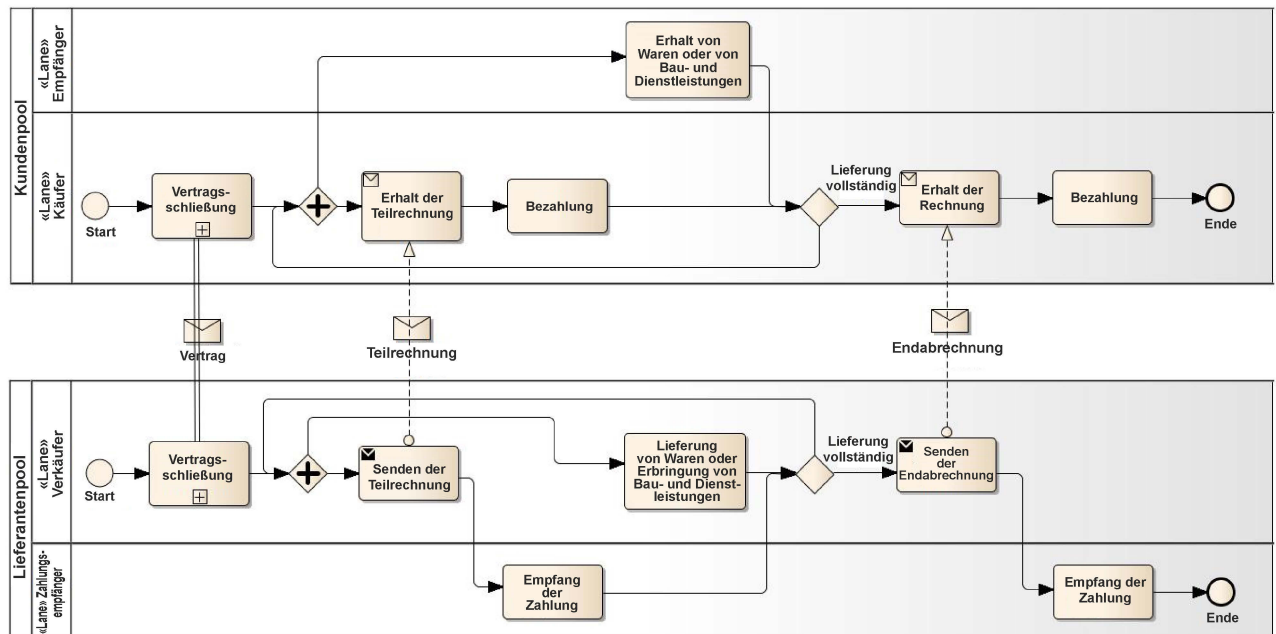 Kundenpool
«Lane»
Empfänger
Erhalt von
Waren oder von
Bau- und
Dienstleistungen
«Lane»
Käufer
Start
Vertrags-
schließung
Erhalt der
Teilrechnung
Bezahlung
Lieferung
vollständig
Erhalt der
Rechnung
Bezahlung
Ende
Vertrag
Teilrechnung
Endabrechnung
Lieferantenpool
«Lane»
Verkäufer
Start
Vertrags-
schließung
Senden der
Teilrechnung
Lieferung
von Waren oder
Erbringung von
Bau- und Dienst-
leistungen
Lieferung
vollständig
Senden
der
Endabrechnung
«Lane» Zahlungs-
empfänger
Empfang
der
Zahlung
Empfang der
Zahlung
Ende